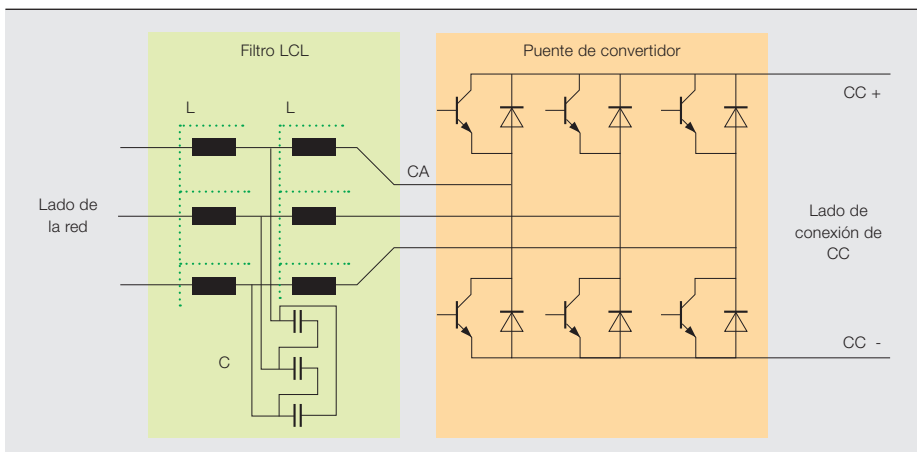 Filtro LCL
Puente de convertidor
L
L
CC +
CA
Lado de
la red
Lado de
conexión de
CC
C
CC -